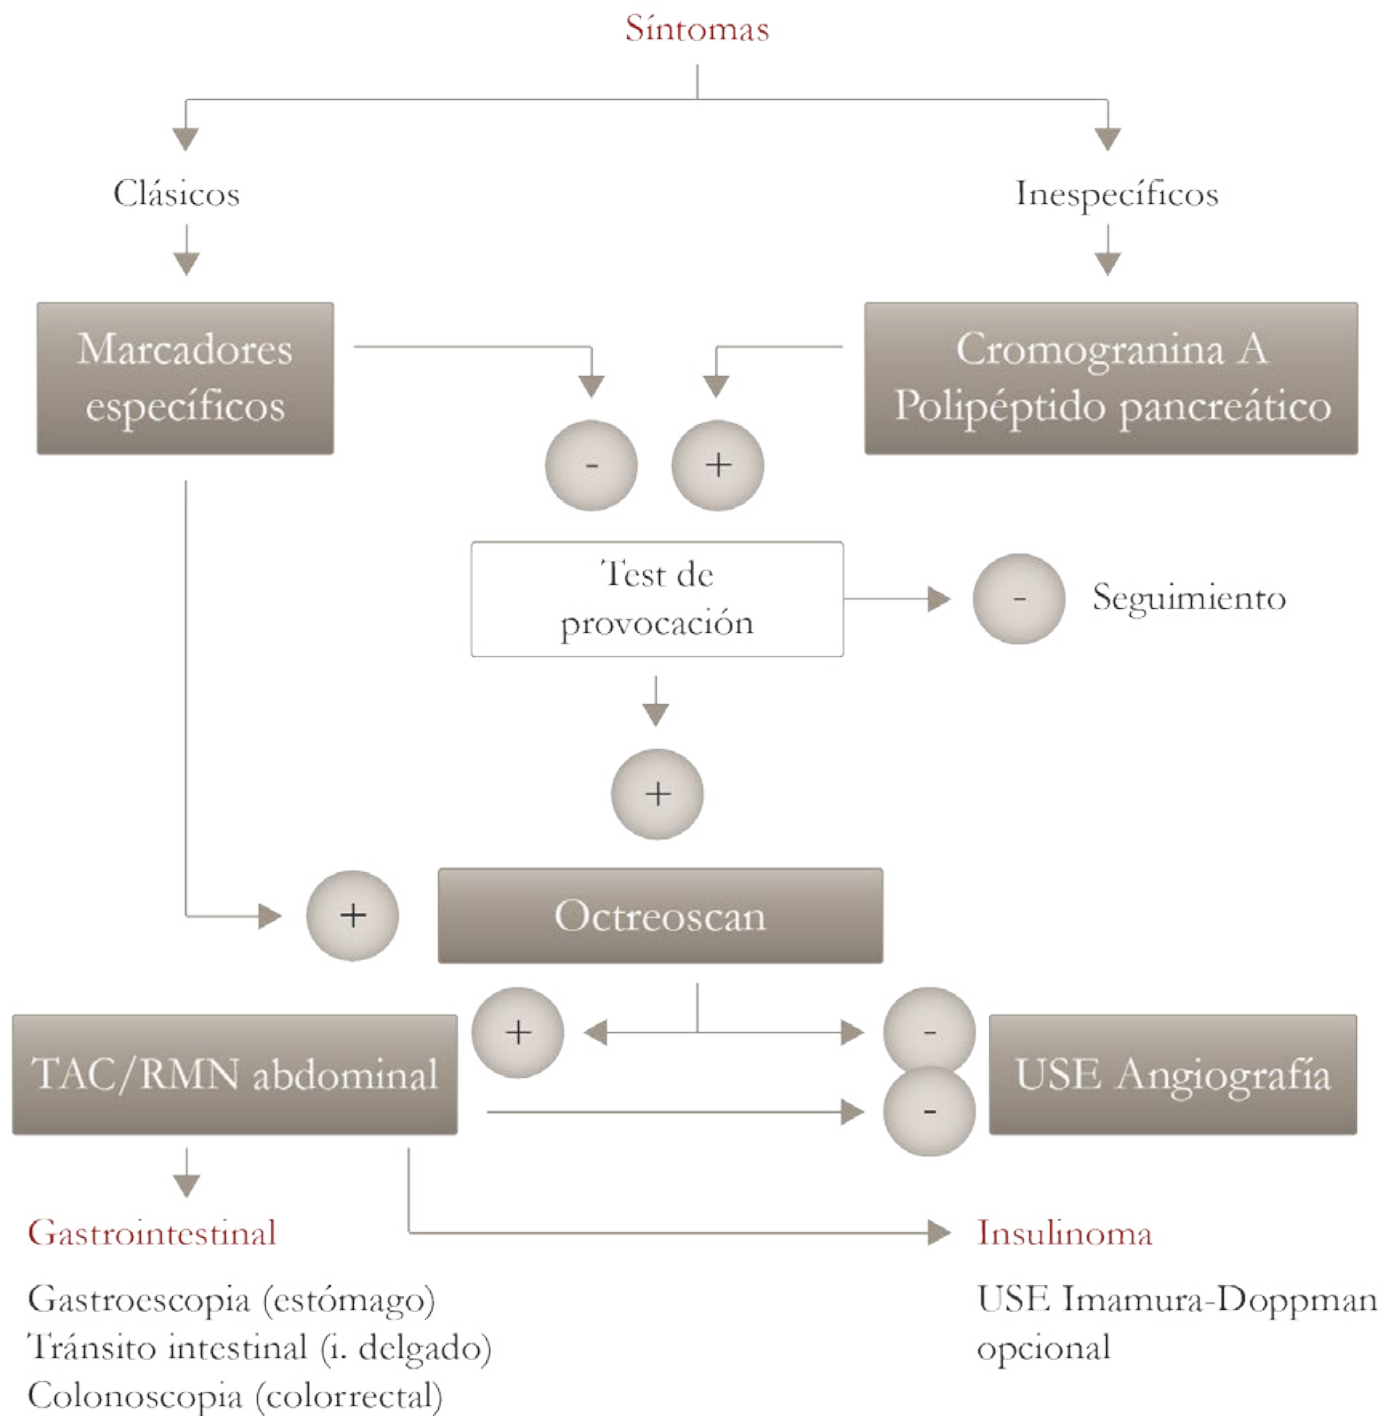 Síntomas
Clásicos
Inespecíficos
Marcadores
específicos
Cromogranina A
Polipéptido pancreático
-
+
Test de
provocación
-
Seguimiento
+
+
Octreoscan
TAC/RMN abdominal
+
-
-
USE Angiografía
Gastrointestinal
Gastroescopia (estómago)
Tránsito intestinal (i. delgado)
Colonoscopia (colorrectal)
Insulinoma
USE Imamura-Doppman
opcional